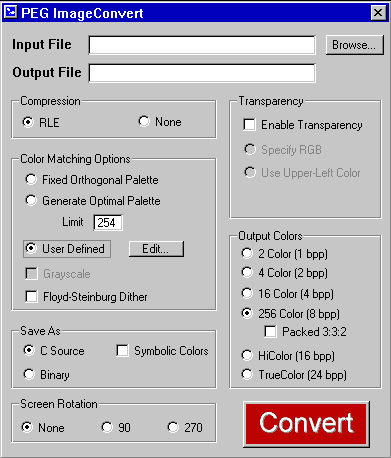 PEG ImageConvert
Input File
Browse...
Output File
Compression
RLE
None
Color Matching Options
Fixed Orthogonal Palette
Generate Optimal Palette
Limit 254
User Defined
Edit...
Grayscale
Floyd-Steinburg Dither
Save As
C Source
Symbolic Colors
Binary
Screen Rotation
None
90
270
Transparency
Enable Transparency
Specify RGB
Use Upper-Left Color
Output Colors
2 Color (1 bpp)
4 Color (2 bpp)
16 Color (4 bpp)
256 Color (8 bpp)
Packed 3:3:2
HiColor (16 bpp)
TrueColor (24 bpp)
Convert